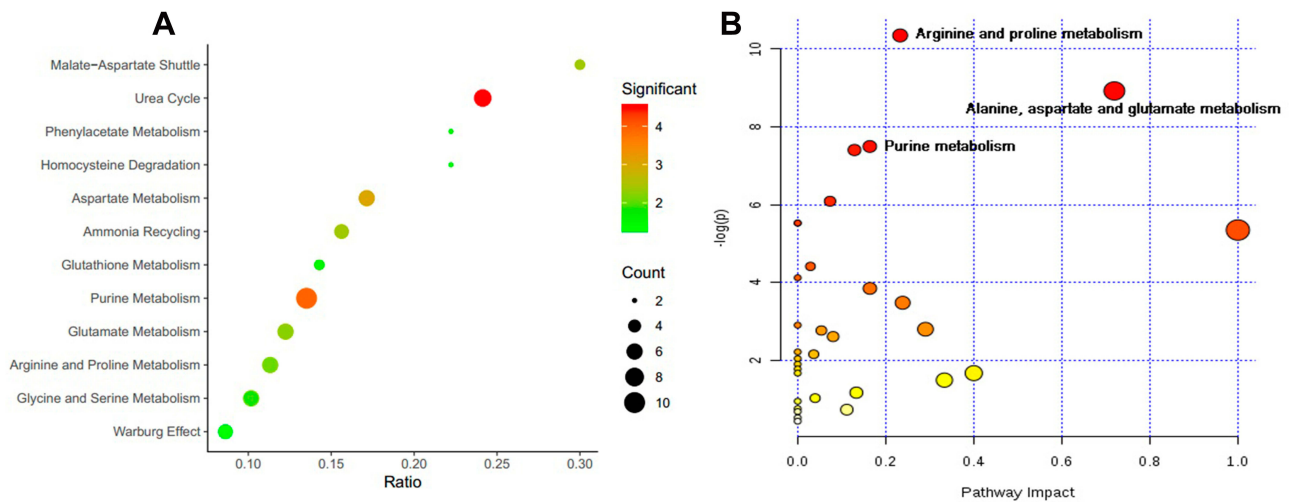 A
Malate−Aspartate Shuttle
Urea Cycle
Phenylacetate Metabolism
Homocysteine Degradation
Aspartate Metabolism
Ammonia Recycling
Glutathione Metabolism
Purine Metabolism
Glutamate Metabolism
Arginine and Proline Metabolism
Glycine and Serine Metabolism
Warburg Effect
0.10 0.15 0.20 0.25 0.30
Ratio
Significant
4
3
2
Count
2
4
6
8
10
B
Arginine and proline metabolism
Alanine, aspartate and glutamate metabolism
Purine metabolism
-log(p)
10
8
6
4
2
0.0 0.2 0.4 0.6 0.8 1.0
Pathway Impact